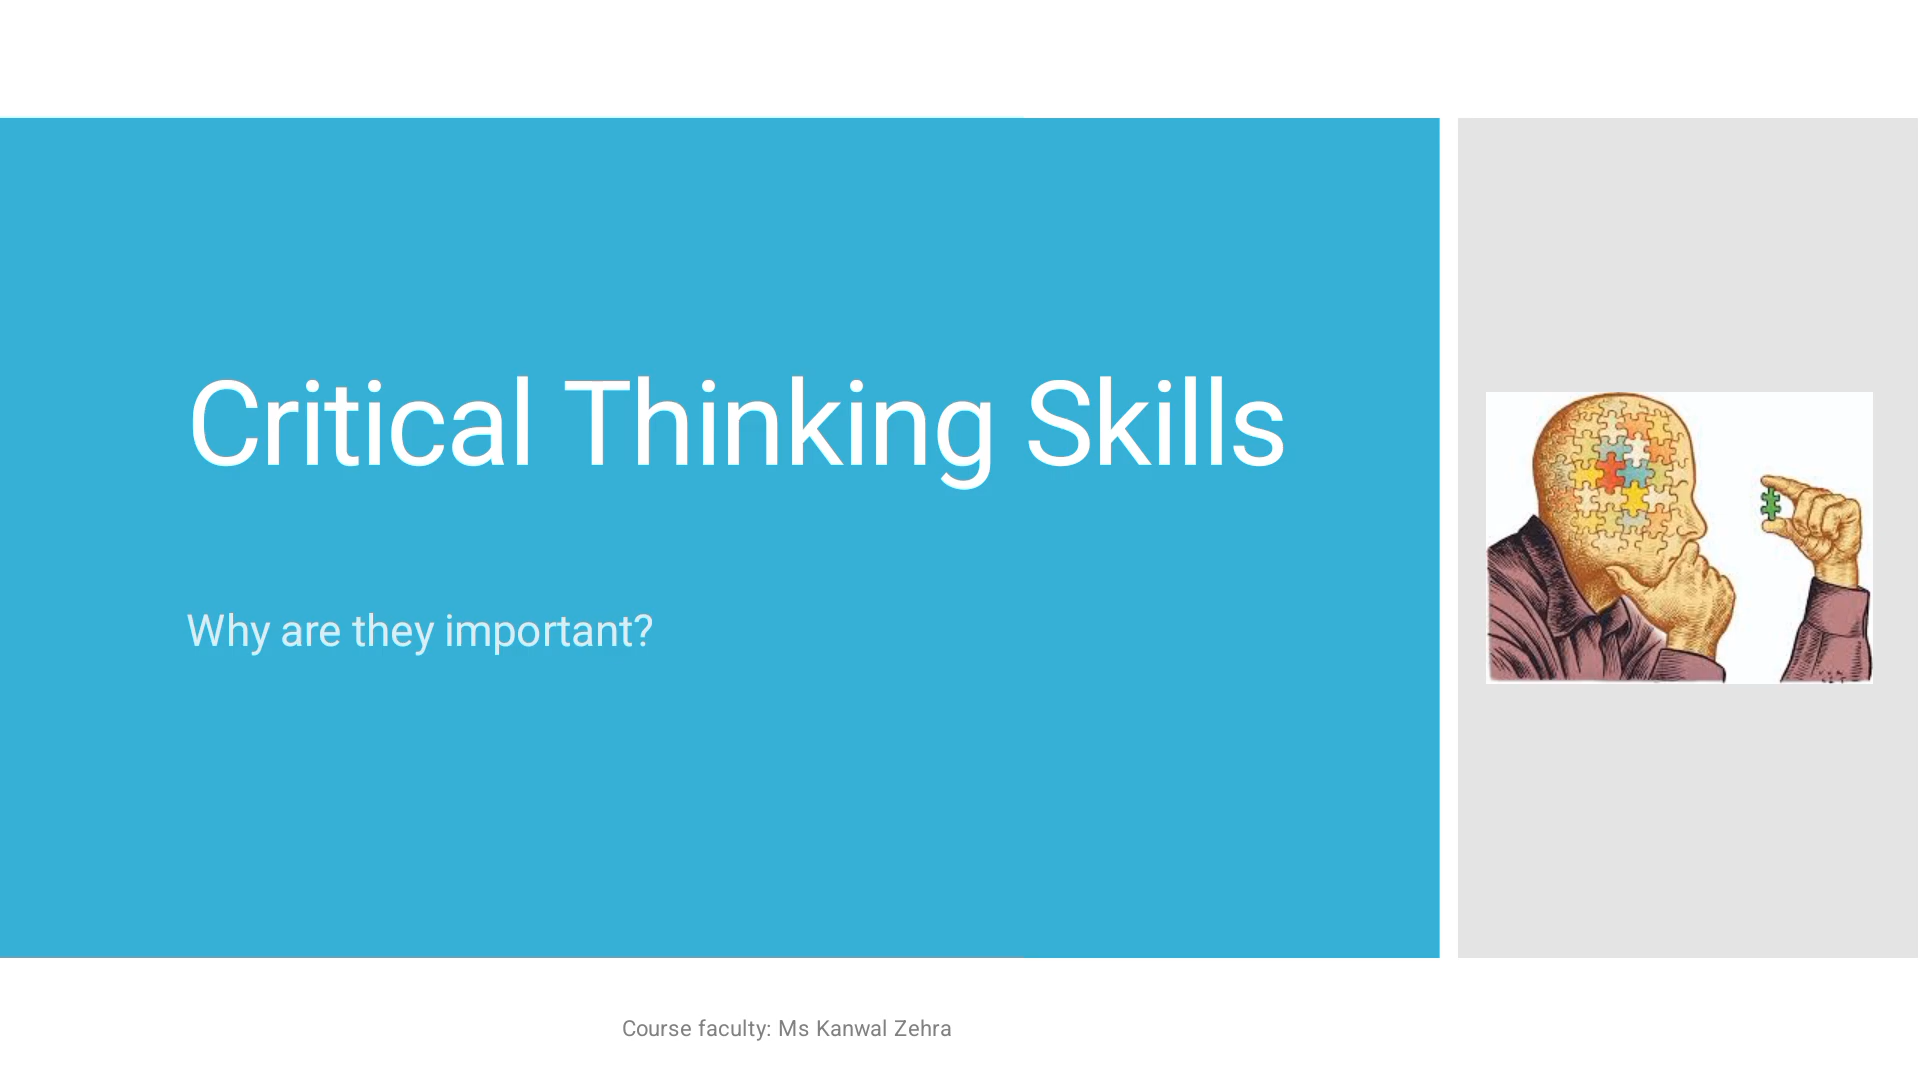 Critical Thinking Skills
Why are they important?
Course faculty: Ms Kanwal Zehra